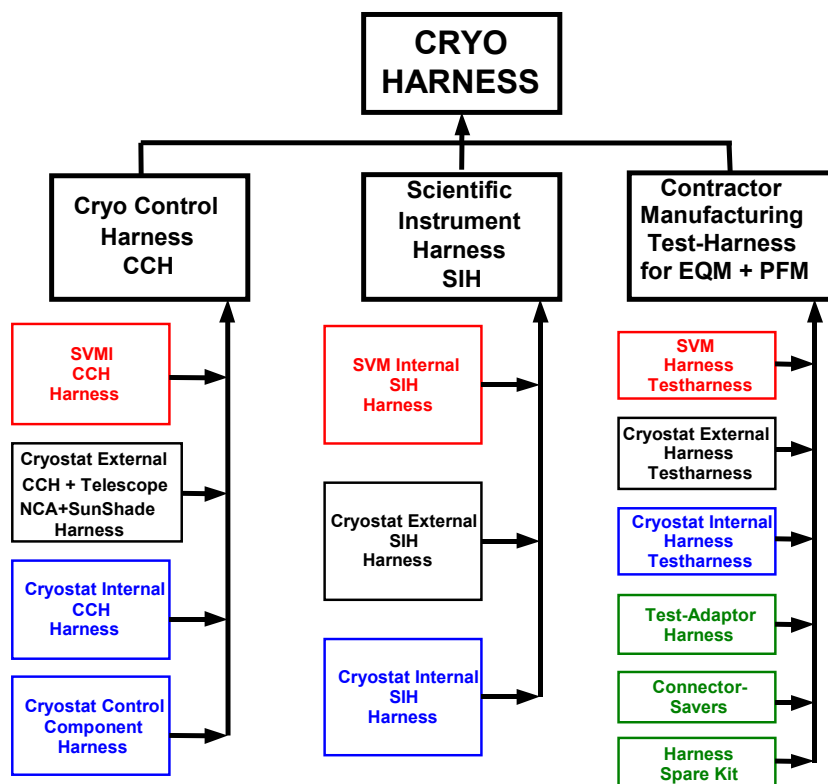 CRYO
HARNESS
Cryo Control
Harness
CCH
Scientific
Instrument
Harness
SIH
Contractor
Manufacturing
Test-Harness
for EQM + PFM
SVMI
CCH
Harness
Cryostat External
CCH + Telescope
NCA+SunShade
Harness
Cryostat Internal
CCH
Harness
Cryostat Control
Component
Harness
SVM Internal
SIH
Harness
Cryostat External
SIH
Harness
Cryostat Internal
SIH
Harness
SVM
Harness
Testharness
Cryostat External
Harness
Testharness
Cryostat Internal
Harness
Testharness
Test-Adaptor
Harness
Connector-
Savers
Harness
Spare Kit